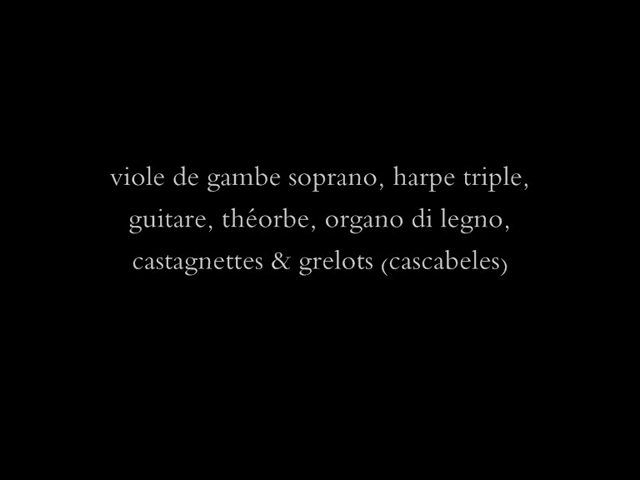 viole de gambe soprano, harpe triple,
guitare, théorbe, organo di legno,
castagnettes & grelots (cascabeles)